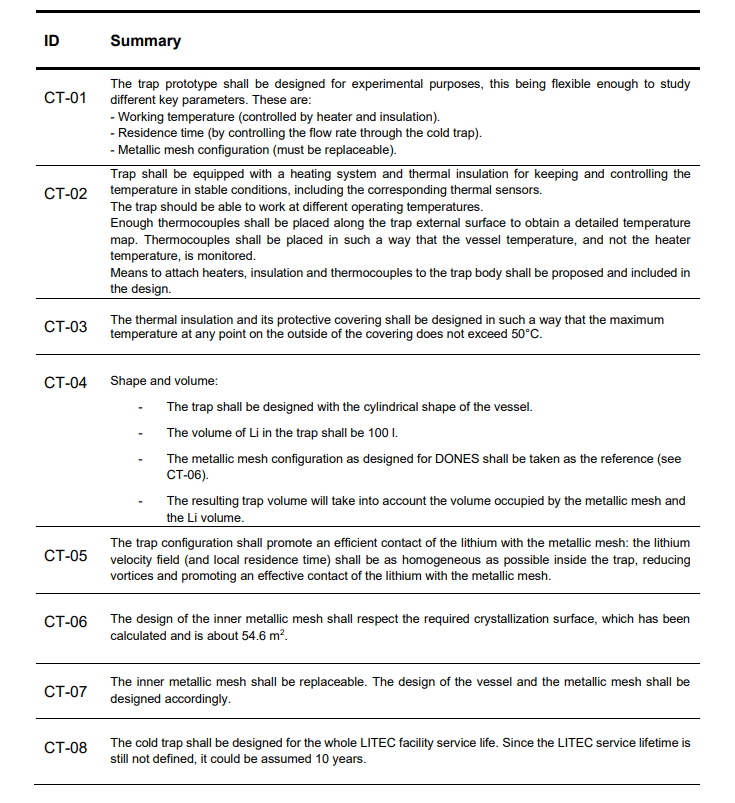 ID Summary
CT-01
The trap prototype shall be designed for experimental purposes, this being flexible enough to study
different key parameters. These are:
- Working temperature (controlled by heater and insulation).
- Residence time (by controlling the flow rate through the cold trap).
- Metallic mesh configuration (must be replaceable).
CT-02
Trap shall be equipped with a heating system and thermal insulation for keeping and controlling the
temperature in stable conditions, including the corresponding thermal sensors.
The trap should be able to work at different operating temperatures.
Enough thermocouples shall be placed along the trap external surface to obtain a detailed temperature
map. Thermocouples shall be placed in such a way that the vessel temperature, and not the heater
temperature, is monitored.
Means to attach heaters, insulation and thermocouples to the trap body shall be proposed and included in
the design.
CT-03
The thermal insulation and its protective covering shall be designed in such a way that the maximum
temperature at any point on the outside of the covering does not exceed 50°C.
CT-04
Shape and volume:
- The trap shall be designed with the cylindrical shape of the vessel.
- The volume of Li in the trap shall be 100 l.
- The metallic mesh configuration as designed for DONES shall be taken as the reference (see
CT-06).
- The resulting trap volume will take into account the volume occupied by the metallic mesh and
the Li volume.
CT-05
The trap configuration shall promote an efficient contact of the lithium with the metallic mesh: the lithium
velocity field (and local residence time) shall be as homogeneous as possible inside the trap, reducing
vortices and promoting an effective contact of the lithium with the metallic mesh.
CT-06
The design of the inner metallic mesh shall respect the required crystallization surface, which has been
calculated and is about 54.6 m².
CT-07
The inner metallic mesh shall be replaceable. The design of the vessel and the metallic mesh shall be
designed accordingly.
CT-08
The cold trap shall be designed for the whole LITEC facility service life. Since the LITEC service lifetime is
still not defined, it could be assumed 10 years.